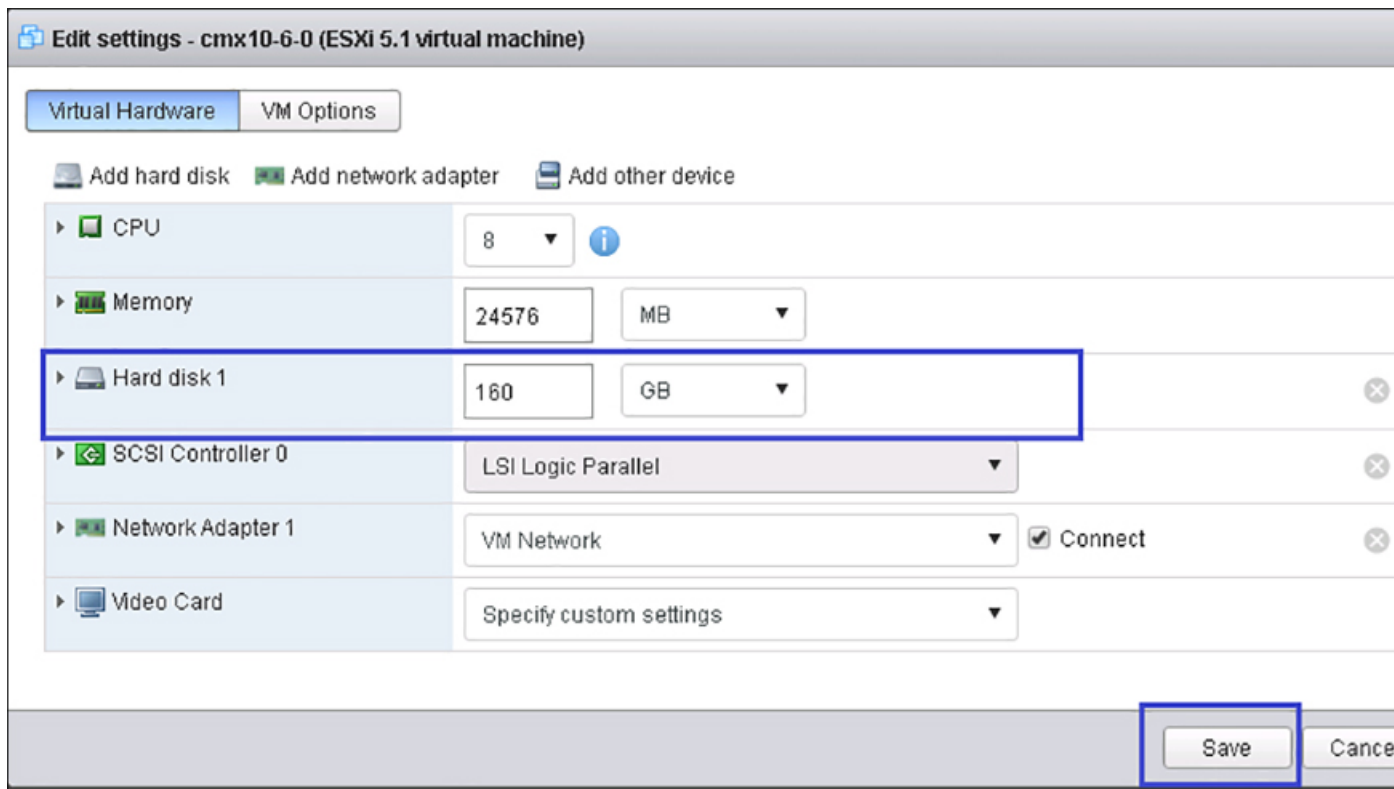 Edit settings - cmx10-6-0 (ESXi 5.1 virtual machine)
Virtual Hardware VM Options
Add hard disk Add network adapter Add other device
CPU 8
Memory 24576 MB
Hard disk 1 160 GB
SCSI Controller 0 LSI Logic Parallel
Network Adapter 1 VM Network Connect
Video Card Specify custom settings
Save Cance